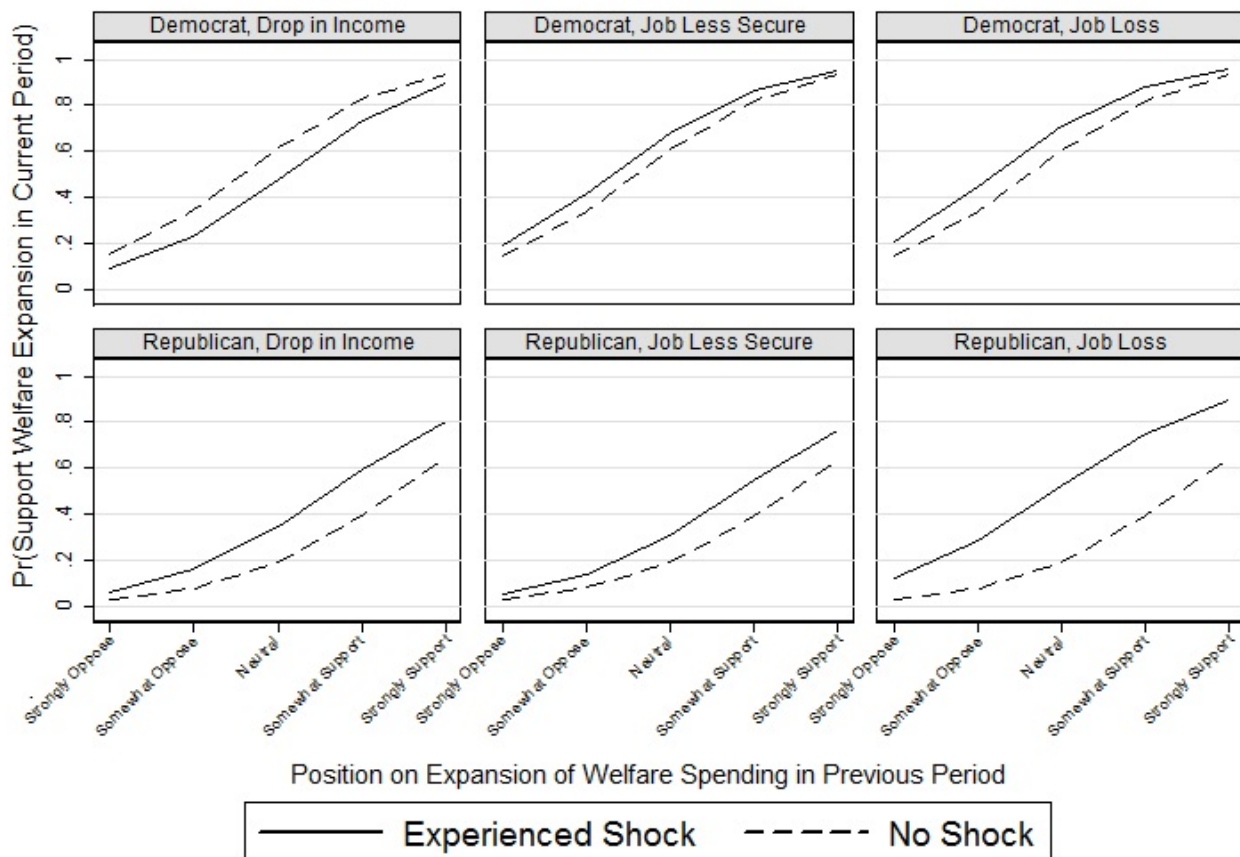 Democrat, Drop in Income
Democrat, Job Less Secure
Democrat, Job Loss
Pr(Support Welfare Expansion in Current Period)
1
.8
.6
.4
.2
0
Republican, Drop in Income
Republican, Job Less Secure
Republican, Job Loss
1
.8
.6
.4
.2
0
Strongly Oppose
Somewhat Oppose
Neutral
Somewhat Support
Strongly Support
Strongly Oppose
Somewhat Oppose
Neutral
Somewhat Support
Strongly Support
Strongly Oppose
Somewhat Oppose
Neutral
Somewhat Support
Strongly Support
Position on Expansion of Welfare Spending in Previous Period
Experienced Shock
No Shock